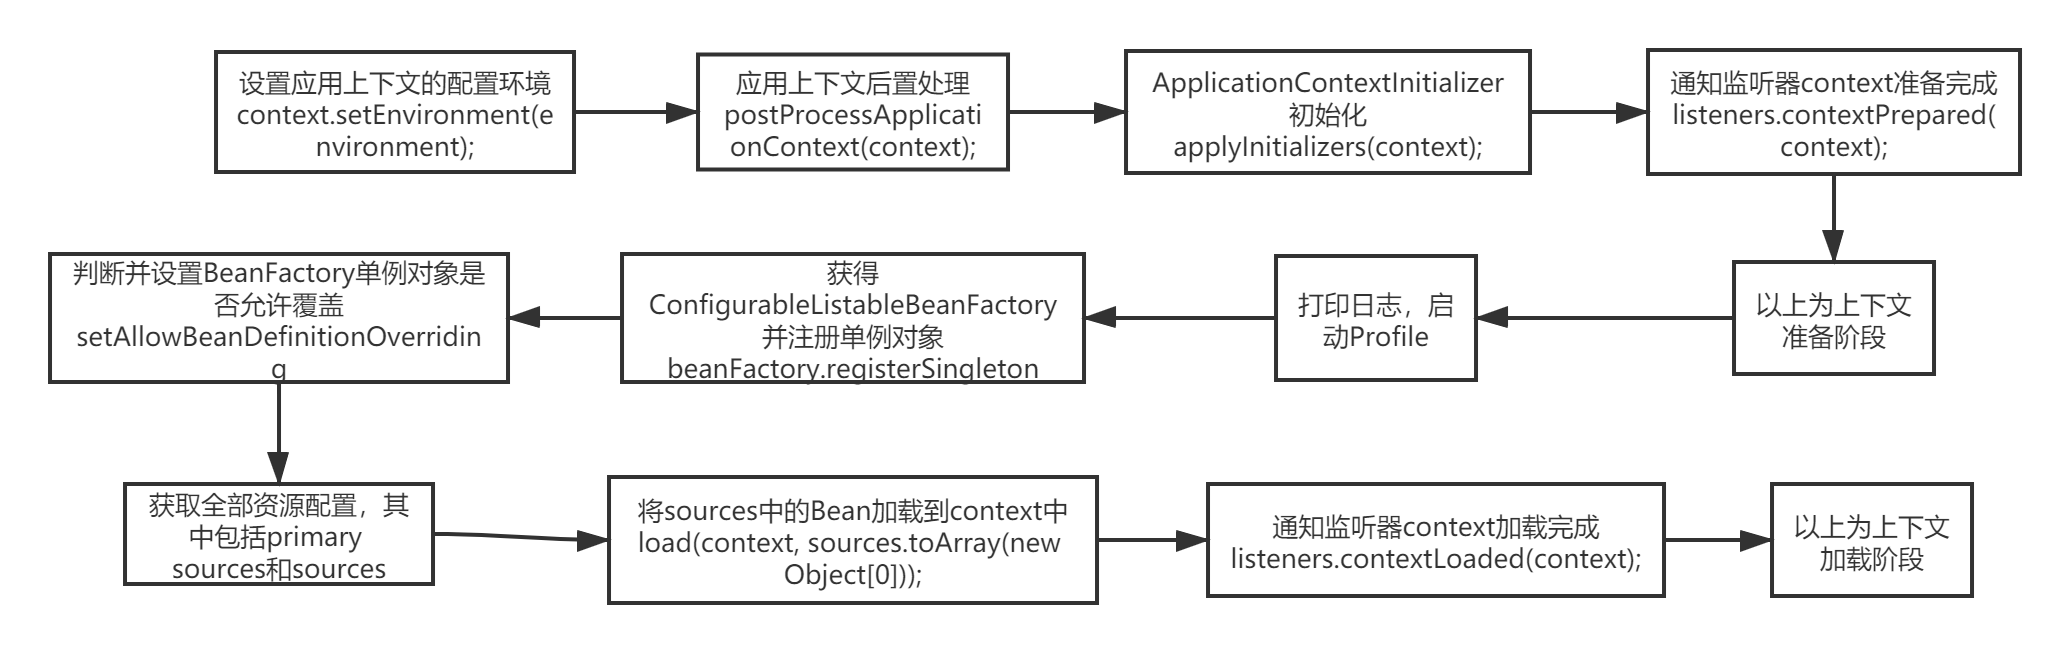 设置应用上下文的配置环境
context.setEnvironment(e
nvironment);
应用上下文后置处理
postProcessApplicati
onContext(context);
ApplicationContextInitializer
初始化
applyInitializers(context);
通知监听器context准备完成
listeners.contextPrepared(
context);
以上为上下文
准备阶段
打印日志，启
动Profile
获得
ConfigurableListableBeanFactory
并注册单例对象
beanFactory.registerSingleton
判断并设置BeanFactory单例对象是
否允许覆盖
setAllowBeanDefinitionOverridin
g
获取全部资源配置，其
中包括primary
sources和sources
将sources中的Bean加载到context中
load(context, sources.toArray(new
Object[0]));
通知监听器context加载完成
listeners.contextLoaded(context);
以上为上下文
加载阶段